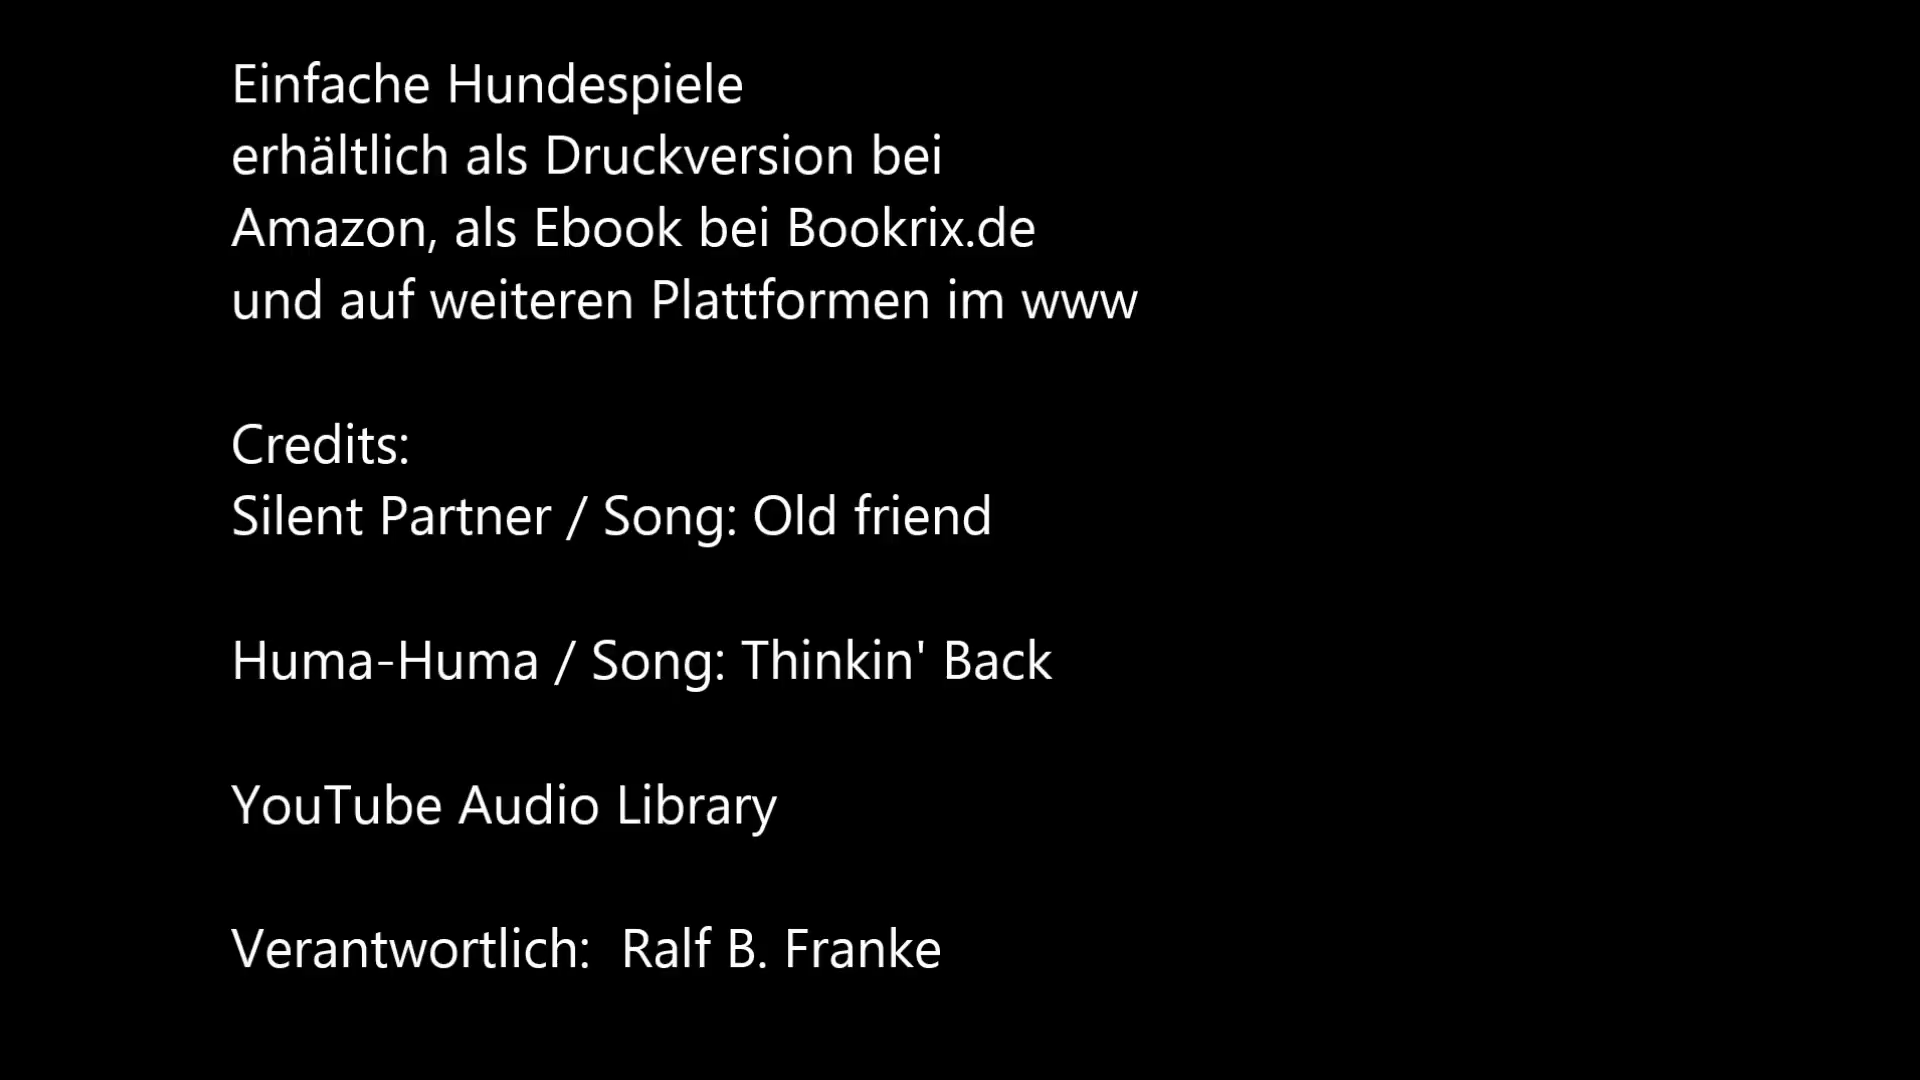 Einfache Hundespiele
erhältlich als Druckversion bei
Amazon, als Ebook bei Bookrix.de
und auf weiteren Plattformen im www
Credits:
Silent Partner / Song: Old friend
Huma-Huma / Song: Thinkin' Back
YouTube Audio Library
Verantwortlich:  Ralf B. Franke